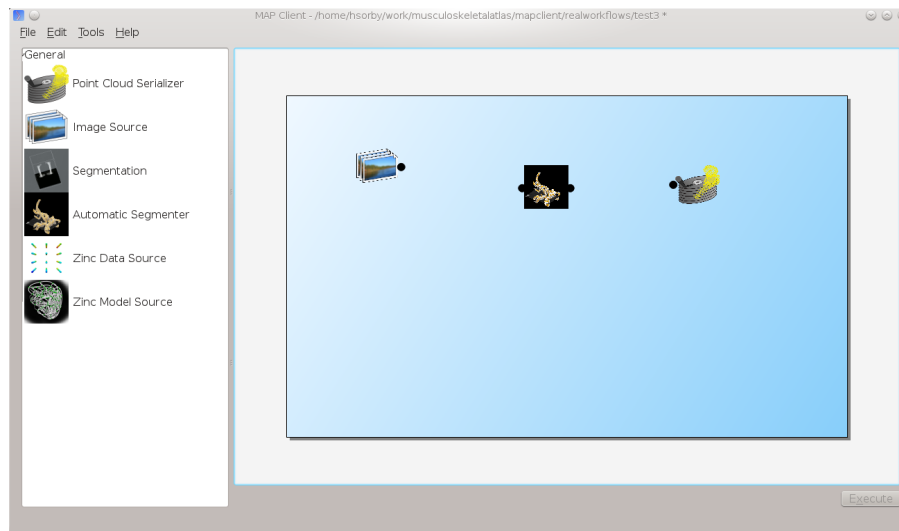 MAP Client - /home/hsorby/work/musculoskeletalatlas/mapclient/realworkflows/test3 *
File Edit Tools Help
General
Point Cloud Serializer
Image Source
Segmentation
Automatic Segmenter
Zinc Data Source
Zinc Model Source
Execute